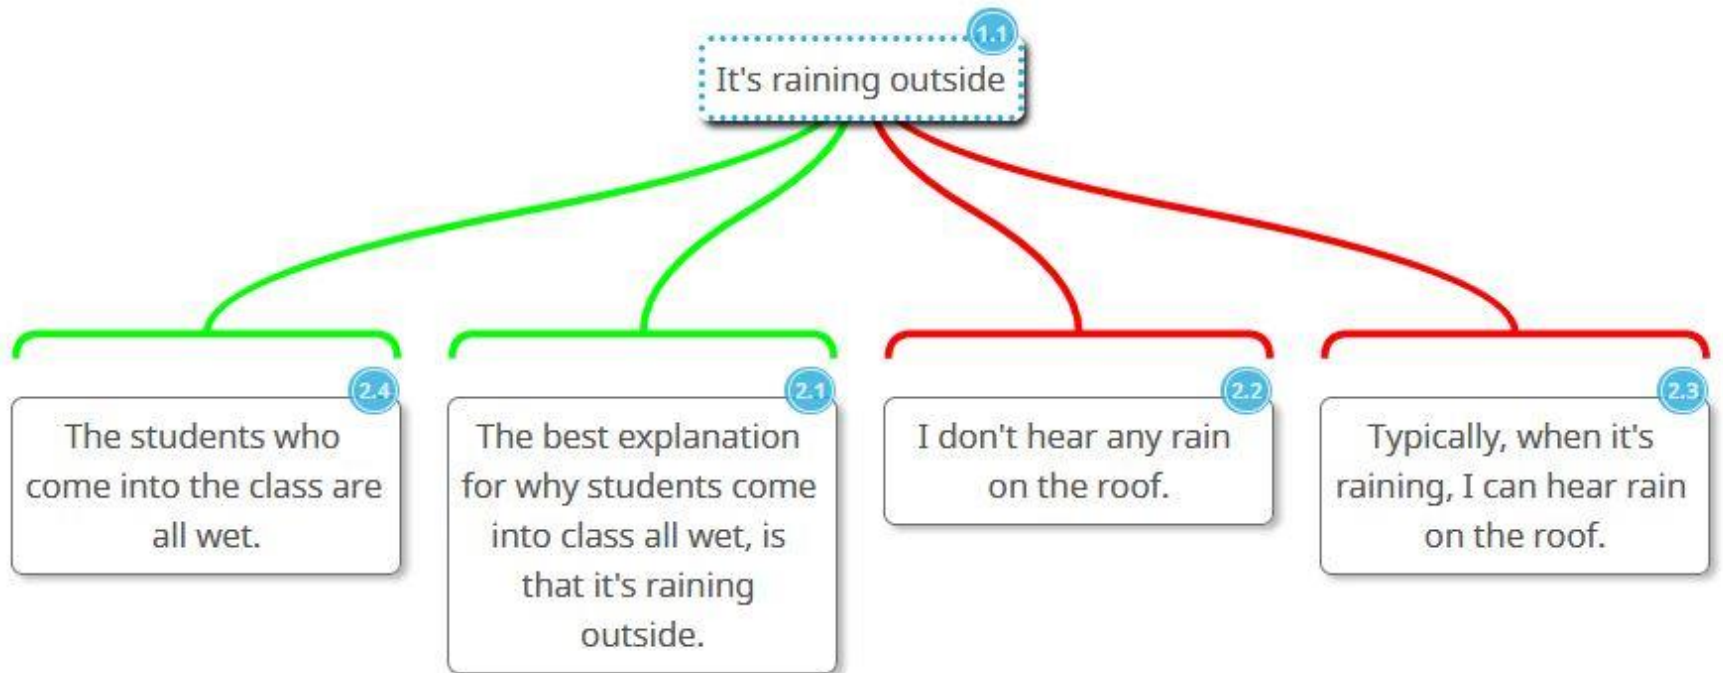 1.1
It's raining outside
2.4
The students who
come into the class are
all wet.
2.1
The best explanation
for why students come
into class all wet, is
that it's raining
outside.
2.2
I don't hear any rain
on the roof.
2.3
Typically, when it's
raining, I can hear rain
on the roof.